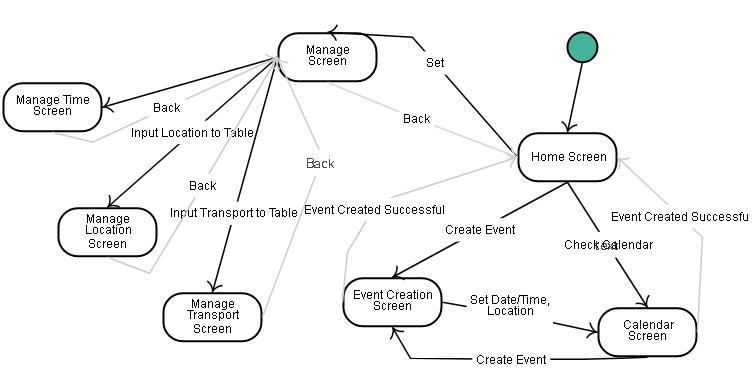 Manage
Screen
Set
Manage Time
Screen
Back
Back
Input Location to Table
Home Screen
Back
Back
Manage
Location
Screen
Input Transport to Table
Event Created Successful
Event Created Successfu
Create Event
Check Calendar
Manage
Transport
Screen
Event Creation
Screen
Set Date/Time,
Location
Calendar
Screen
Create Event